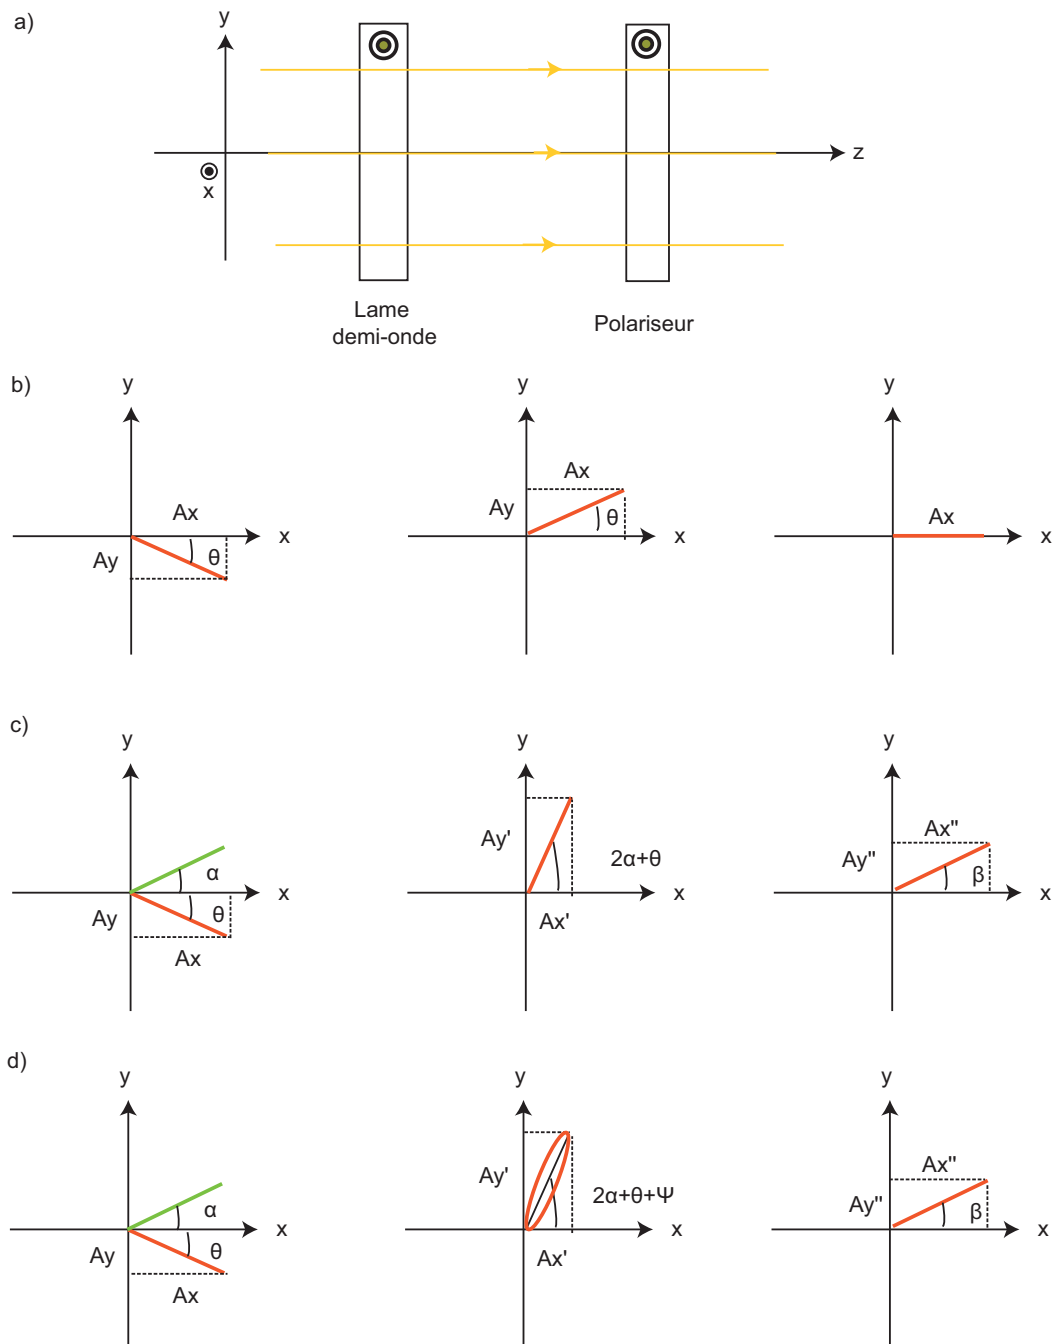 a)
y
x
z
Lame
demi-onde
Polariseur
b)
y
Ax
x
Ay
θ
y
Ax
Ay
θ
x
y
Ax
x
c)
y
α
x
Ay
θ
Ax
y
Ay'
2α+θ
x
Ax'
y
Ax"
Ay"
β
x
d)
y
α
x
Ay
θ
Ax
y
Ay'
2α+θ+Ψ
x
Ax'
y
Ax"
Ay"
β
x